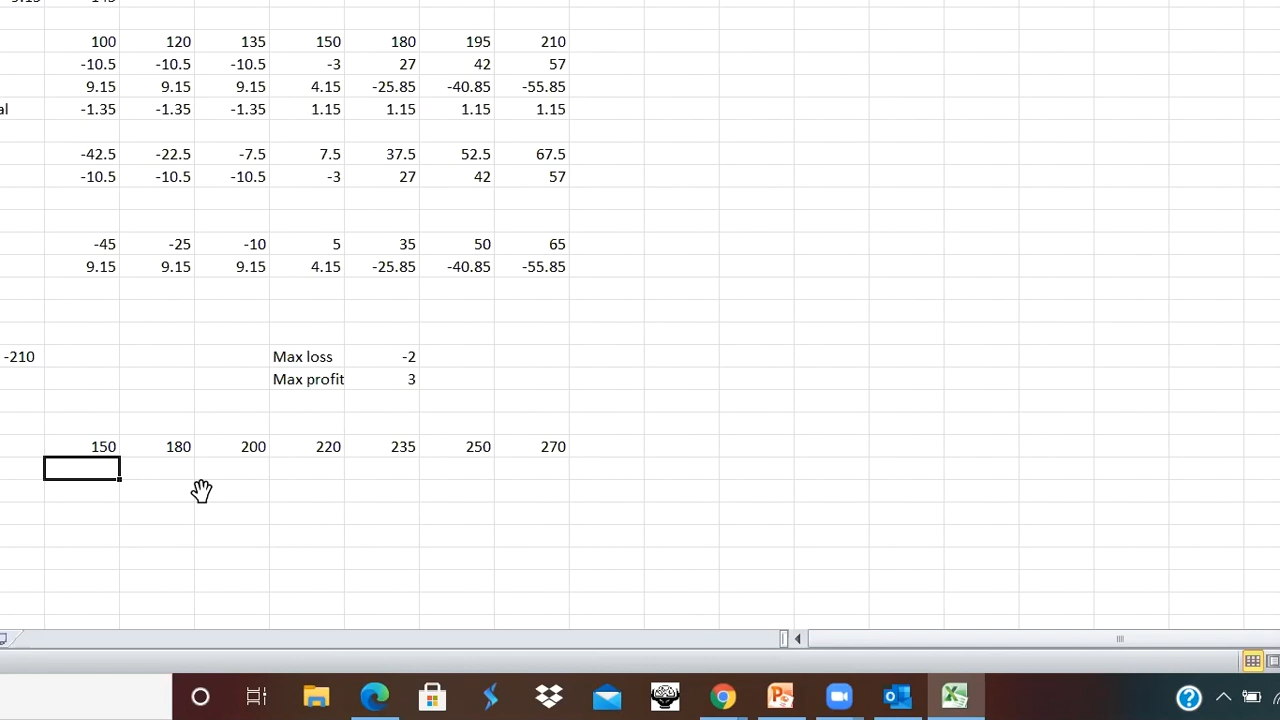 100 120 135 150 180 195 210
-10.5 -10.5 -10.5 -3 27 42 57
9.15 9.15 9.15 4.15 -25.85 -40.85 -55.85
al -1.35 -1.35 -1.35 1.15 1.15 1.15 1.15
-42.5 -22.5 -7.5 7.5 37.5 52.5 67.5
-10.5 -10.5 -10.5 -3 27 42 57
-45 -25 -10 5 35 50 65
9.15 9.15 9.15 4.15 -25.85 -40.85 -55.85
-210 Max loss -2
Max profit 3
150 180 200 220 235 250 270